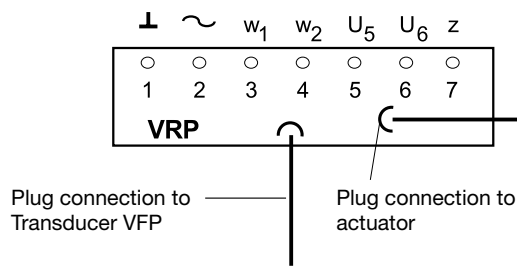 ⊥ ~ w1 w2 U5 U6 z
1 2 3 4 5 6 7
VRP
Plug connection to
Transducer VFP
Plug connection to
actuator